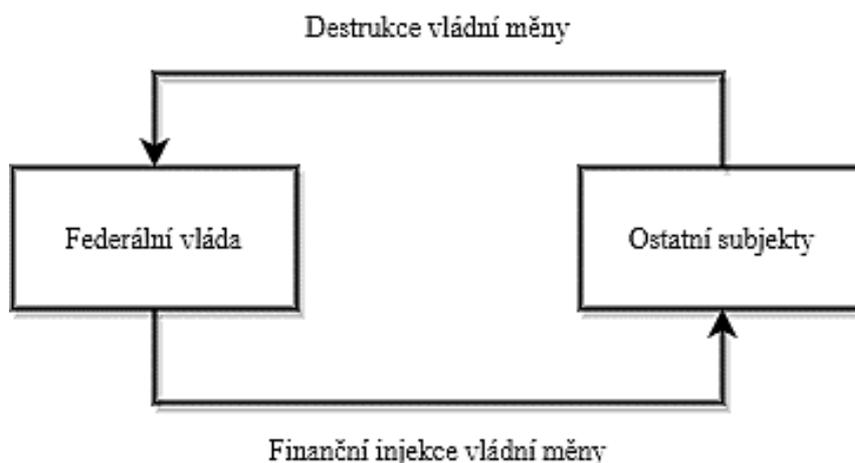 Destrukce vládní měny
Federální vláda
Ostatní subjekty
Finanční injekce vládní měny